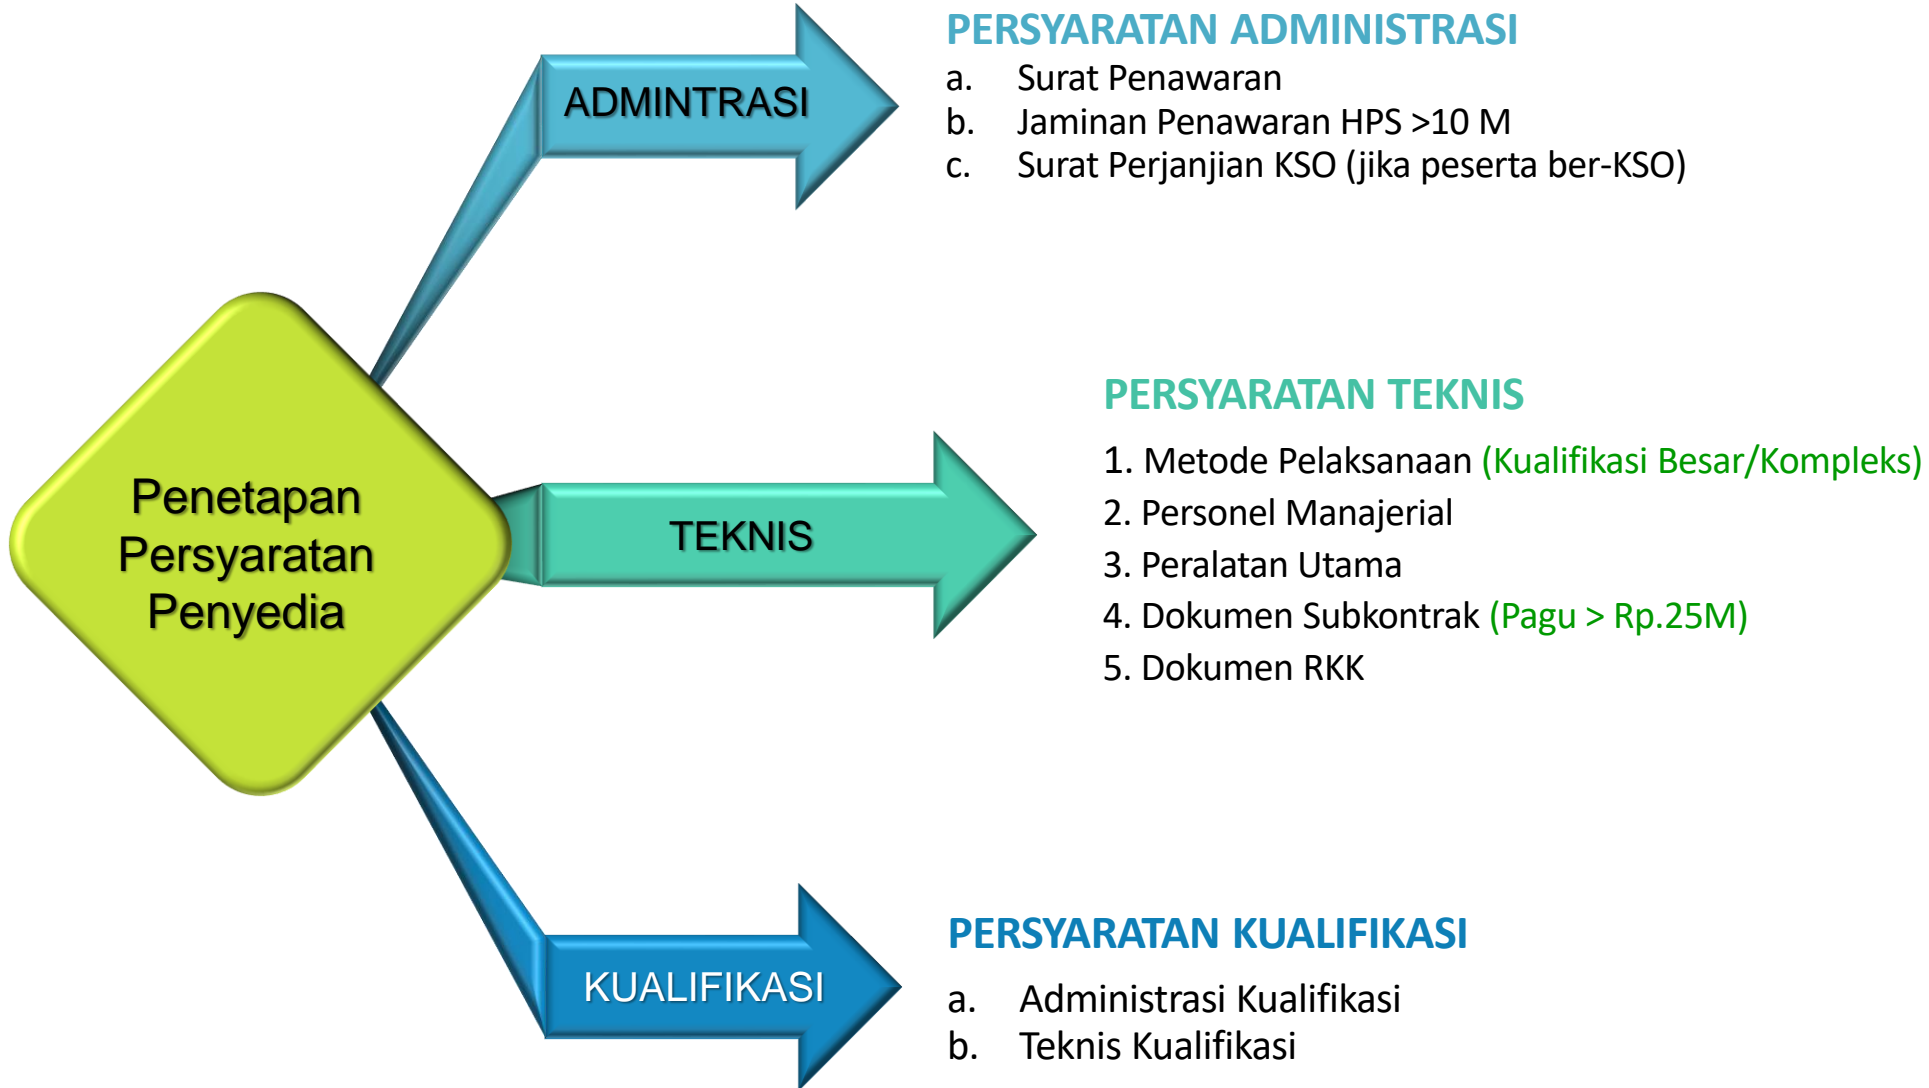 Penetapan
Persyaratan
Penyedia
ADMINTRASI
PERSYARATAN ADMINISTRASI
a. Surat Penawaran
b. Jaminan Penawaran HPS >10 M
c. Surat Perjanjian KSO (jika peserta ber-KSO)
TEKNIS
PERSYARATAN TEKNIS
1. Metode Pelaksanaan (Kualifikasi Besar/Kompleks)
2. Personel Manajerial
3. Peralatan Utama
4. Dokumen Subkontrak (Pagu > Rp.25M)
5. Dokumen RKK
KUALIFIKASI
PERSYARATAN KUALIFIKASI
a. Administrasi Kualifikasi
b. Teknis Kualifikasi